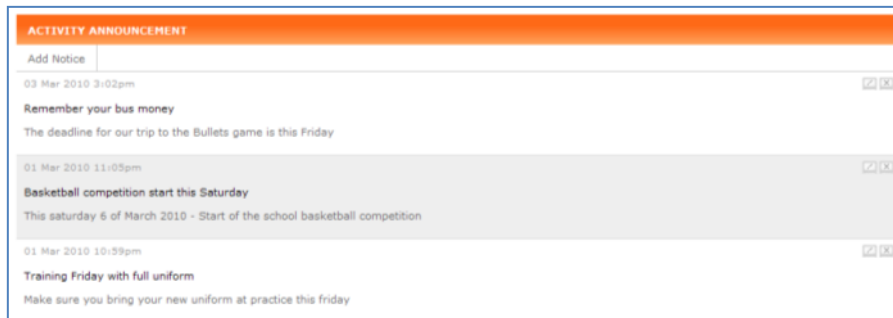 ACTIVITY ANNOUNCEMENT
Add Notice
03 Mar 2010 3:02pm
Remember your bus money
The deadline for our trip to the Bullets game is this Friday
01 Mar 2010 11:05pm
Basketball competition start this Saturday
This saturday 6 of March 2010 - Start of the school basketball competition
01 Mar 2010 10:59pm
Training Friday with full uniform
Make sure you bring your new uniform at practice this friday